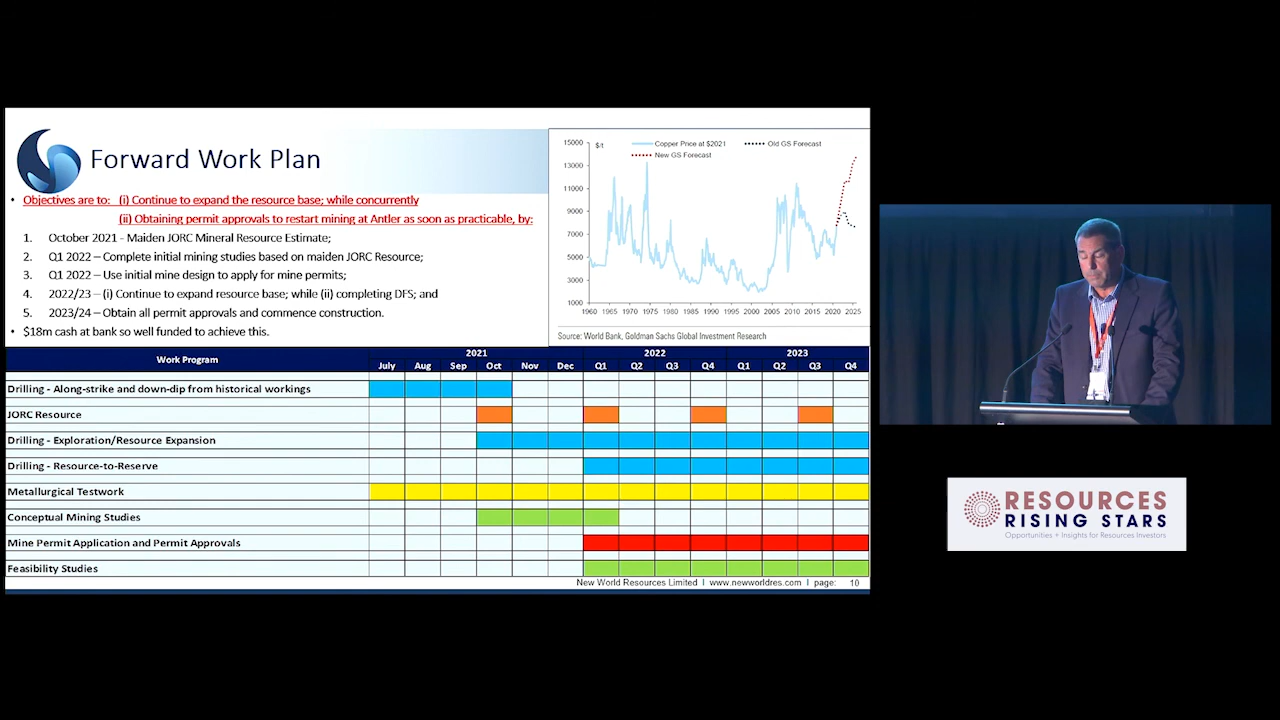 Forward Work Plan
• Objectives are to: (i) Continue to expand the resource base; while concurrently
(ii) Obtaining permit approvals to restart mining at Antler as soon as practicable, by:
1. October 2021 - Maiden JORC Mineral Resource Estimate;
2. Q1 2022 – Complete initial mining studies based on maiden JORC Resource;
3. Q1 2022 – Use initial mine design to apply for mine permits;
4. 2022/23 – (i) Continue to expand resource base; while (ii) completing DFS; and
5. 2023/24 – Obtain all permit approvals and commence construction.
• $18m cash at bank so well funded to achieve this.
$/t
Copper Price at $2021
Old GS Forecast
New GS Forecast
15000
13000
11000
9000
7000
5000
3000
1000
1960 1965 1970 1975 1980 1985 1990 1995 2000 2005 2010 2015 2020 2025
Source: World Bank, Goldman Sachs Global Investment Research
Work Program
2021 2022 2023
July Aug Sep Oct Nov Dec Q1 Q2 Q3 Q4 Q1 Q2 Q3 Q4
Drilling - Along-strike and down-dip from historical workings
JORC Resource
Drilling - Exploration/Resource Expansion
Drilling - Resource-to-Reserve
Metallurgical Testwork
Conceptual Mining Studies
Mine Permit Application and Permit Approvals
Feasibility Studies
New World Resources Limited I www.newworldres.com I page: 10
RESOURCES
RISING STARS
Opportunities + Insights for Resources Investors